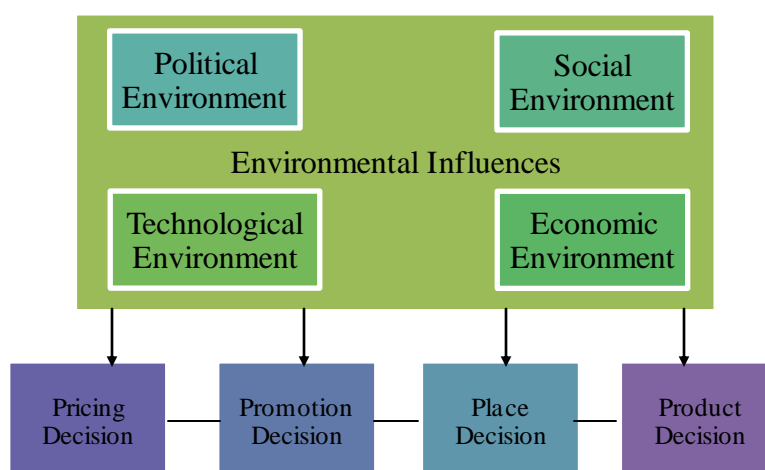 Political
Environment
Social
Environment
Environmental Influences
Technological
Environment
Economic
Environment
Pricing
Decision
Promotion
Decision
Place
Decision
Product
Decision